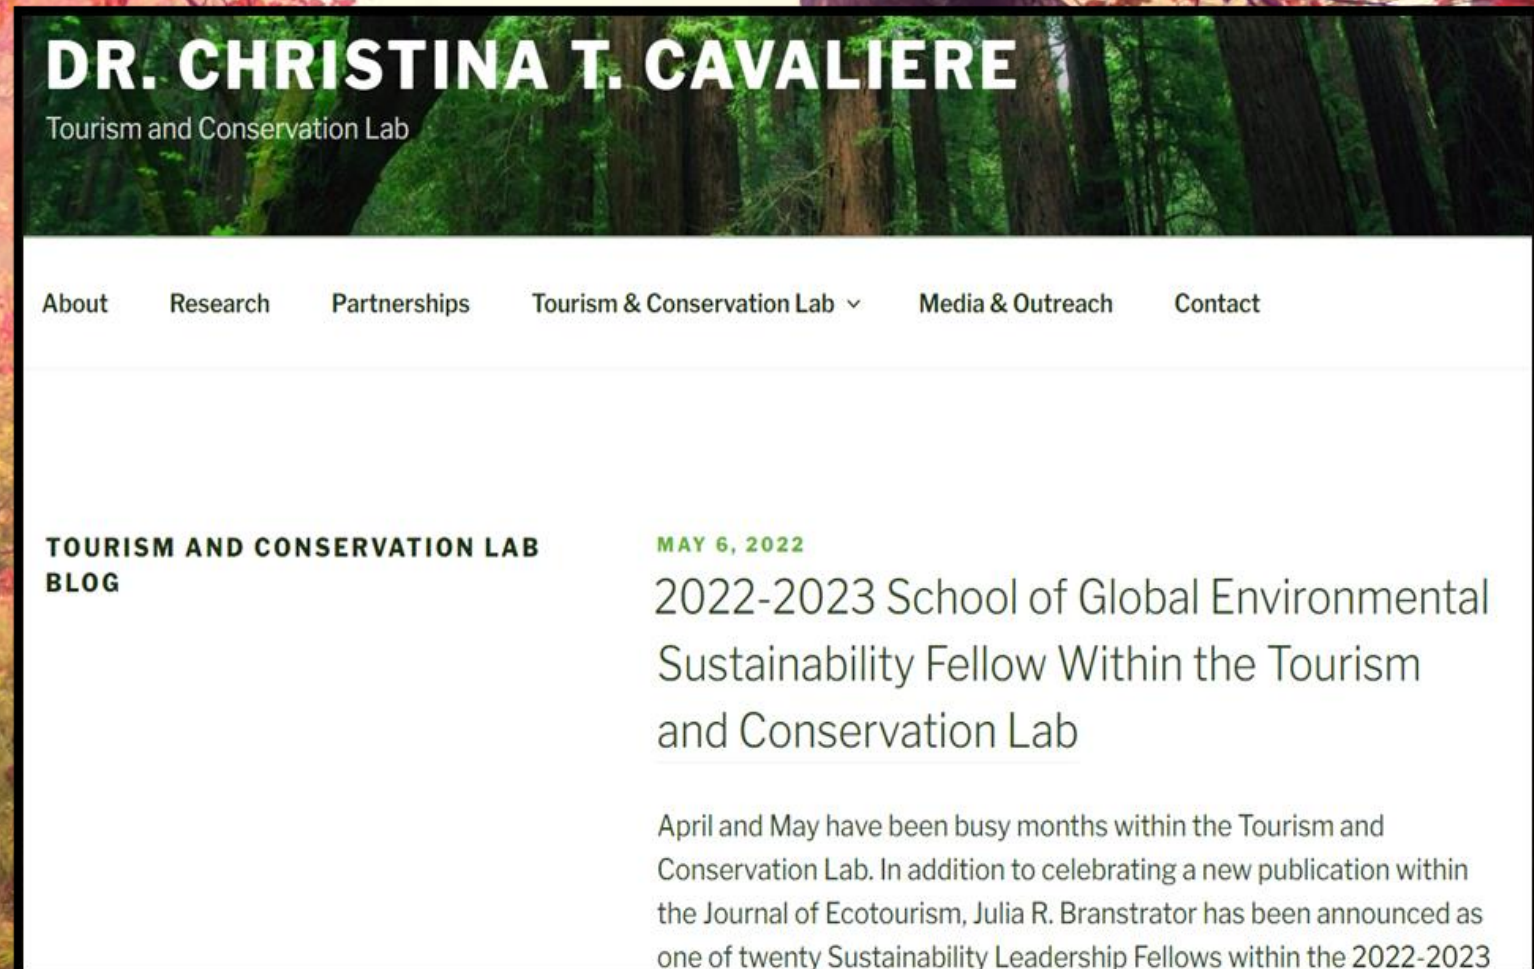 DR. CHRISTINA T. CAVALIERE
Tourism and Conservation Lab
About Research Partnerships Tourism & Conservation Lab Media & Outreach Contact
TOURISM AND CONSERVATION LAB
BLOG
MAY 6, 2022
2022-2023 School of Global Environmental
Sustainability Fellow Within the Tourism
and Conservation Lab
April and May have been busy months within the Tourism and
Conservation Lab. In addition to celebrating a new publication within
the Journal of Ecotourism, Julia R. Branstrator has been announced as
one of twenty Sustainability Leadership Fellows within the 2022-2023